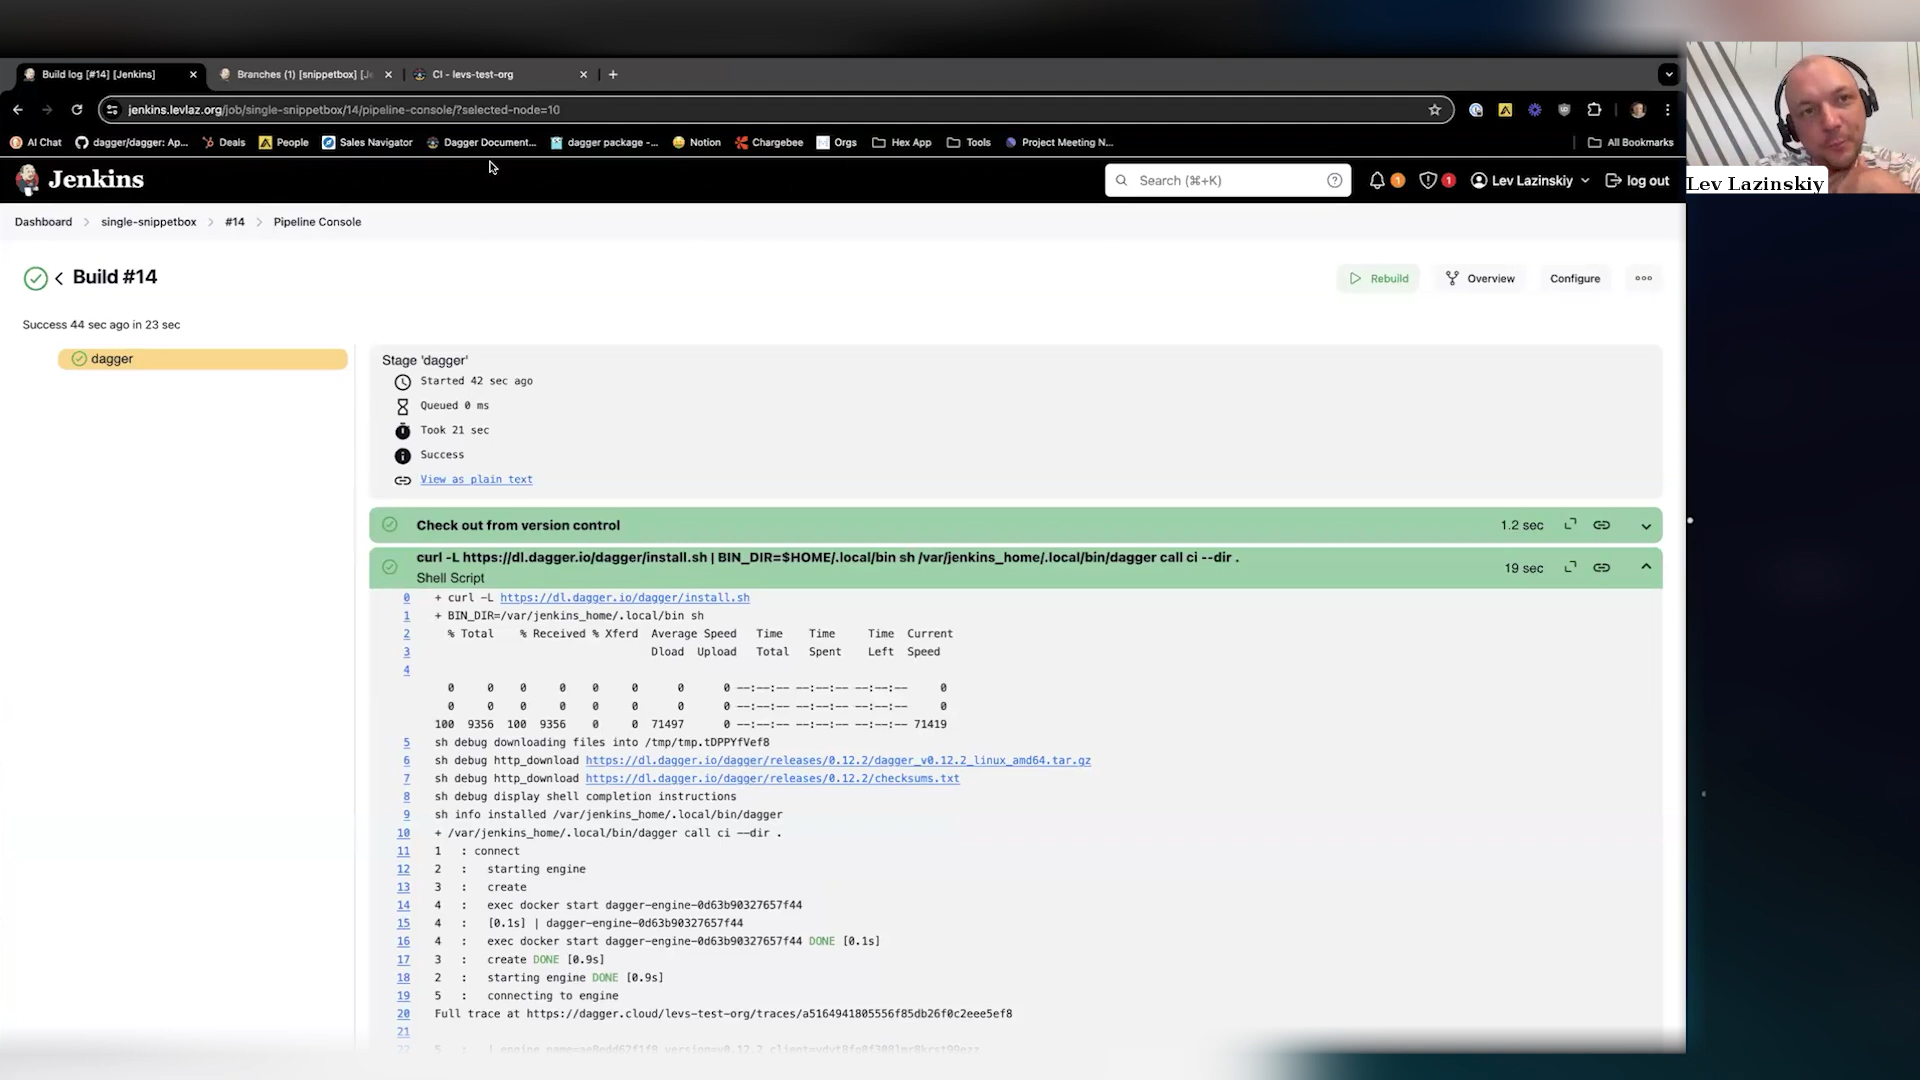 Build log [#14] [Jenkins]
Branches (1) [snippetbox] [Je
CI - levs-test-org
jenkins.levlaz.org/job/single-snippetbox/14/pipeline-console/?selected-node=10
AI Chat
dagger/dagger: Ap...
Deals
People
Sales Navigator
Dagger Document...
dagger package -...
Notion
Chargebee
Orgs
Hex App
Tools
Project Meeting N...
All Bookmarks
Jenkins
Search (⌘+K)
1
1
Lev Lazinskiy
log out
Lev Lazinskiy
Dashboard > single-snippetbox > #14 > Pipeline Console
Build #14
Rebuild
Overview
Configure
Success 44 sec ago in 23 sec
dagger
Stage 'dagger'
Started 42 sec ago
Queued 0 ms
Took 21 sec
Success
View as plain text
Check out from version control 1.2 sec
curl -L https://dl.dagger.io/dagger/install.sh | BIN_DIR=$HOME/.local/bin sh /var/jenkins_home/.local/bin/dagger call ci --dir .
Shell Script
19 sec
0 + curl -L https://dl.dagger.io/dagger/install.sh
1 + BIN_DIR=/var/jenkins_home/.local/bin sh
2 % Total % Received % Xferd Average Speed Time Time Time Current
3 Dload Upload Total Spent Left Speed
4
0 0 0 0 0 0 0 0 --:--:-- --:--:-- --:--:-- 0
0 0 0 0 0 0 0 0 --:--:-- --:--:-- --:--:-- 0
100 9356 100 9356 0 0 71497 0 --:--:-- --:--:-- --:--:-- 71419
5 sh debug downloading files into /tmp/tmp.tDPPYfVef8
6 sh debug http_download https://dl.dagger.io/dagger/releases/0.12.2/dagger_v0.12.2_linux_amd64.tar.gz
7 sh debug http_download https://dl.dagger.io/dagger/releases/0.12.2/checksums.txt
8 sh debug display shell completion instructions
9 sh info installed /var/jenkins_home/.local/bin/dagger
10 + /var/jenkins_home/.local/bin/dagger call ci --dir .
11 1 : connect
12 2 : starting engine
13 3 : create
14 4 : exec docker start dagger-engine-0d63b90327657f44
15 4 : [0.1s] | dagger-engine-0d63b90327657f44
16 4 : exec docker start dagger-engine-0d63b90327657f44 DONE [0.1s]
17 3 : create DONE [0.9s]
18 2 : starting engine DONE [0.9s]
19 5 : connecting to engine
20 Full trace at https://dagger.cloud/levs-test-org/traces/a5164941805556f85db26f0c2eee5ef8
21
22 5 :